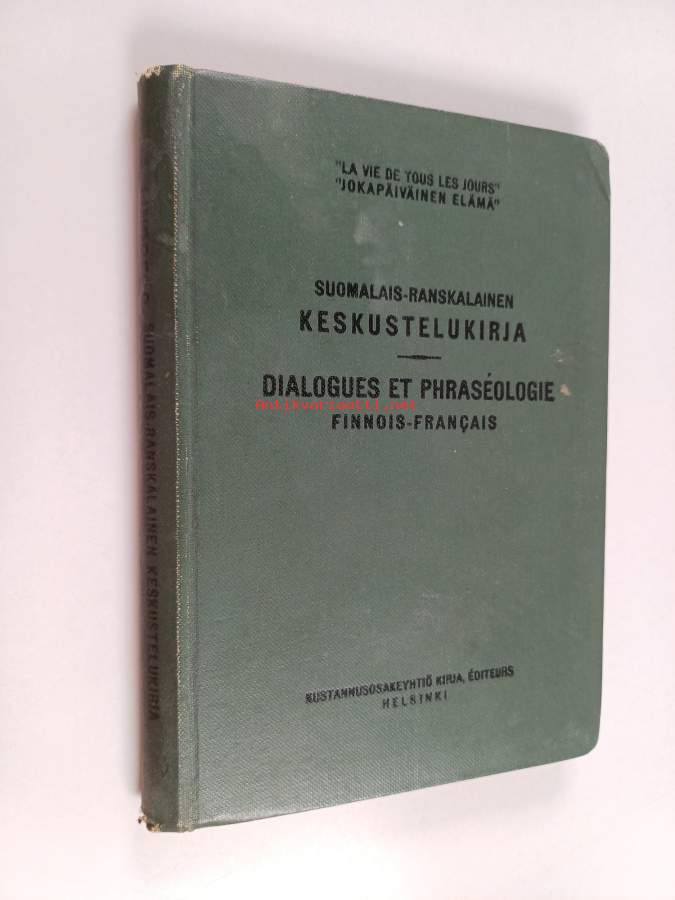 "LA VIE DE TOUS LES JOURS"
"JOKAPÄIVÄINEN ELÄMÄ"
SUOMALAIS-RANSKALAINEN
KESKUSTELUKIRJA
DIALOGUES ET PHRASÉOLOGIE
Antikvariaatti.net
FINNOIS-FRANÇAIS
KUSTANNUSOSAKEYHTIÖ KIRJA, ÉDITEURS
HELSINKI
SUOMALAIS-RANSKALAINEN KESKUSTELUKIRJA